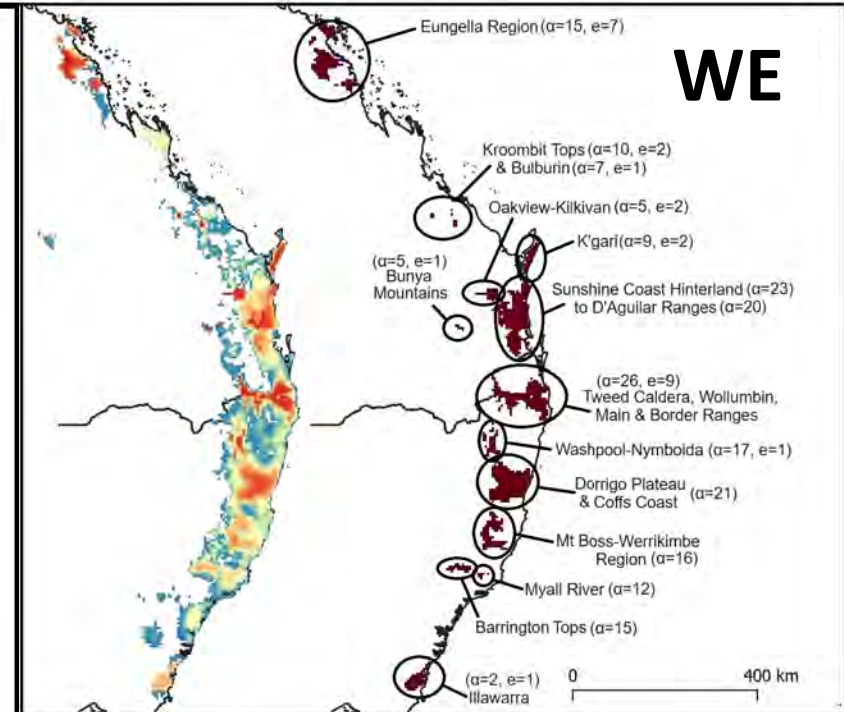 Eungella Region (α=15, e=7)
WE
Kroombit Tops (α=10, e=2)
& Bulburin (α=7, e=1)
Oakview-Kilkivan (α=5, e=2)
K'gari (α=9, e=2)
(α=5, e=1)
Bunya
Mountains
Sunshine Coast Hinterland (α=23)
to D'Aguilar Ranges (α=20)
(α=26, e=9)
Tweed Caldera, Wollumbin,
Main & Border Ranges
Washpool-Nymboida (α=17, e=1)
Dorrigo Plateau
& Coffs Coast (α=21)
Mt Boss-Werrikimbe
Region (α=16)
Myall River (α=12)
Barrington Tops (α=15)
(α=2, e=1)
Illawarra
0 400 km